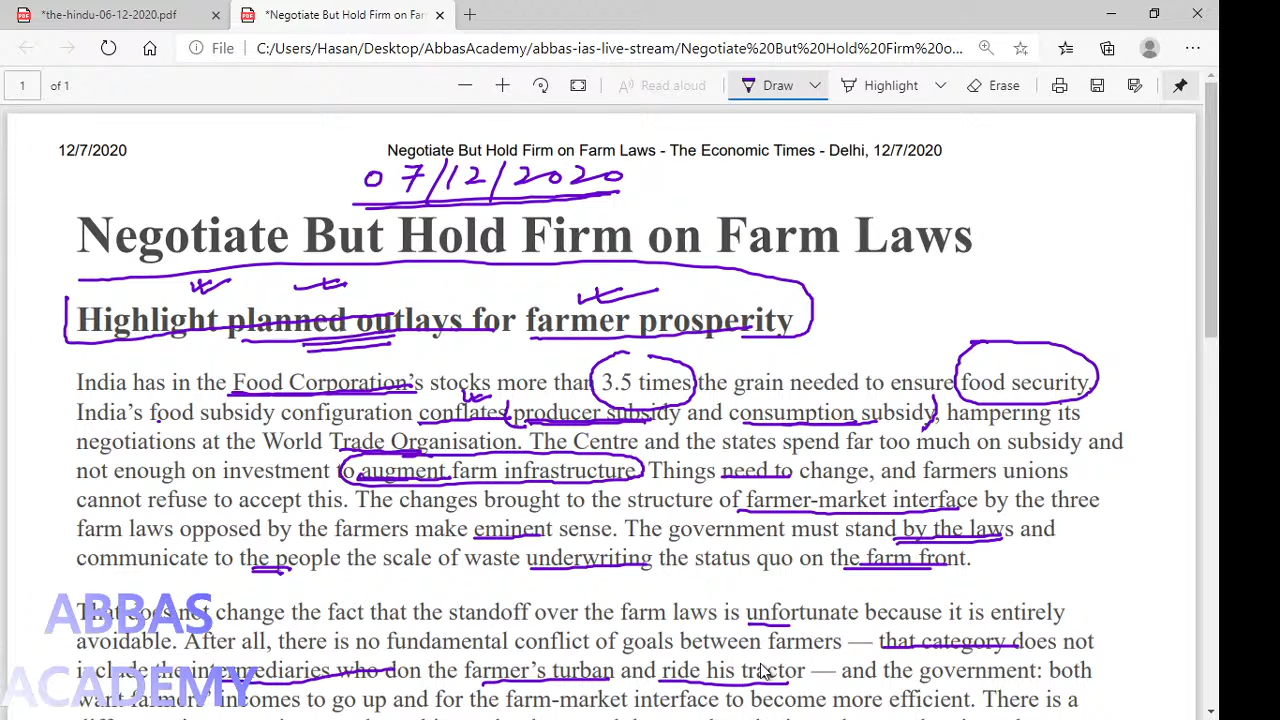 *the-hindu-06-12-2020.pdf
*Negotiate But Hold Firm on Far
File
C:/Users/Hasan/Desktop/AbbasAcademy/abbas-ias-live-stream/Negotiate%20But%20Hold%20Firm%20o...
1 of 1
Read aloud
Draw
Highlight
Erase
12/7/2020
Negotiate But Hold Firm on Farm Laws - The Economic Times - Delhi, 12/7/2020
07/12/2020
Negotiate But Hold Firm on Farm Laws
Highlight planned outlays for farmer prosperity
India has in the Food Corporation's stocks more than 3.5 times the grain needed to ensure food security.
India's food subsidy configuration conflates producer subsidy and consumption subsidy, hampering its
negotiations at the World Trade Organisation. The Centre and the states spend far too much on subsidy and
not enough on investment to augment farm infrastructure. Things need to change, and farmers unions
cannot refuse to accept this. The changes brought to the structure of farmer-market interface by the three
farm laws opposed by the farmers make eminent sense. The government must stand by the laws and
communicate to the people the scale of waste underwriting the status quo on the farm front.
That does not change the fact that the standoff over the farm laws is unfortunate because it is entirely
avoidable. After all, there is no fundamental conflict of goals between farmers — that category does not
include the intermediaries who don the farmer's turban and ride his tractor — and the government: both
want farmers' incomes to go up and for the farm-market interface to become more efficient. There is a
ABBAS
ACADEMY